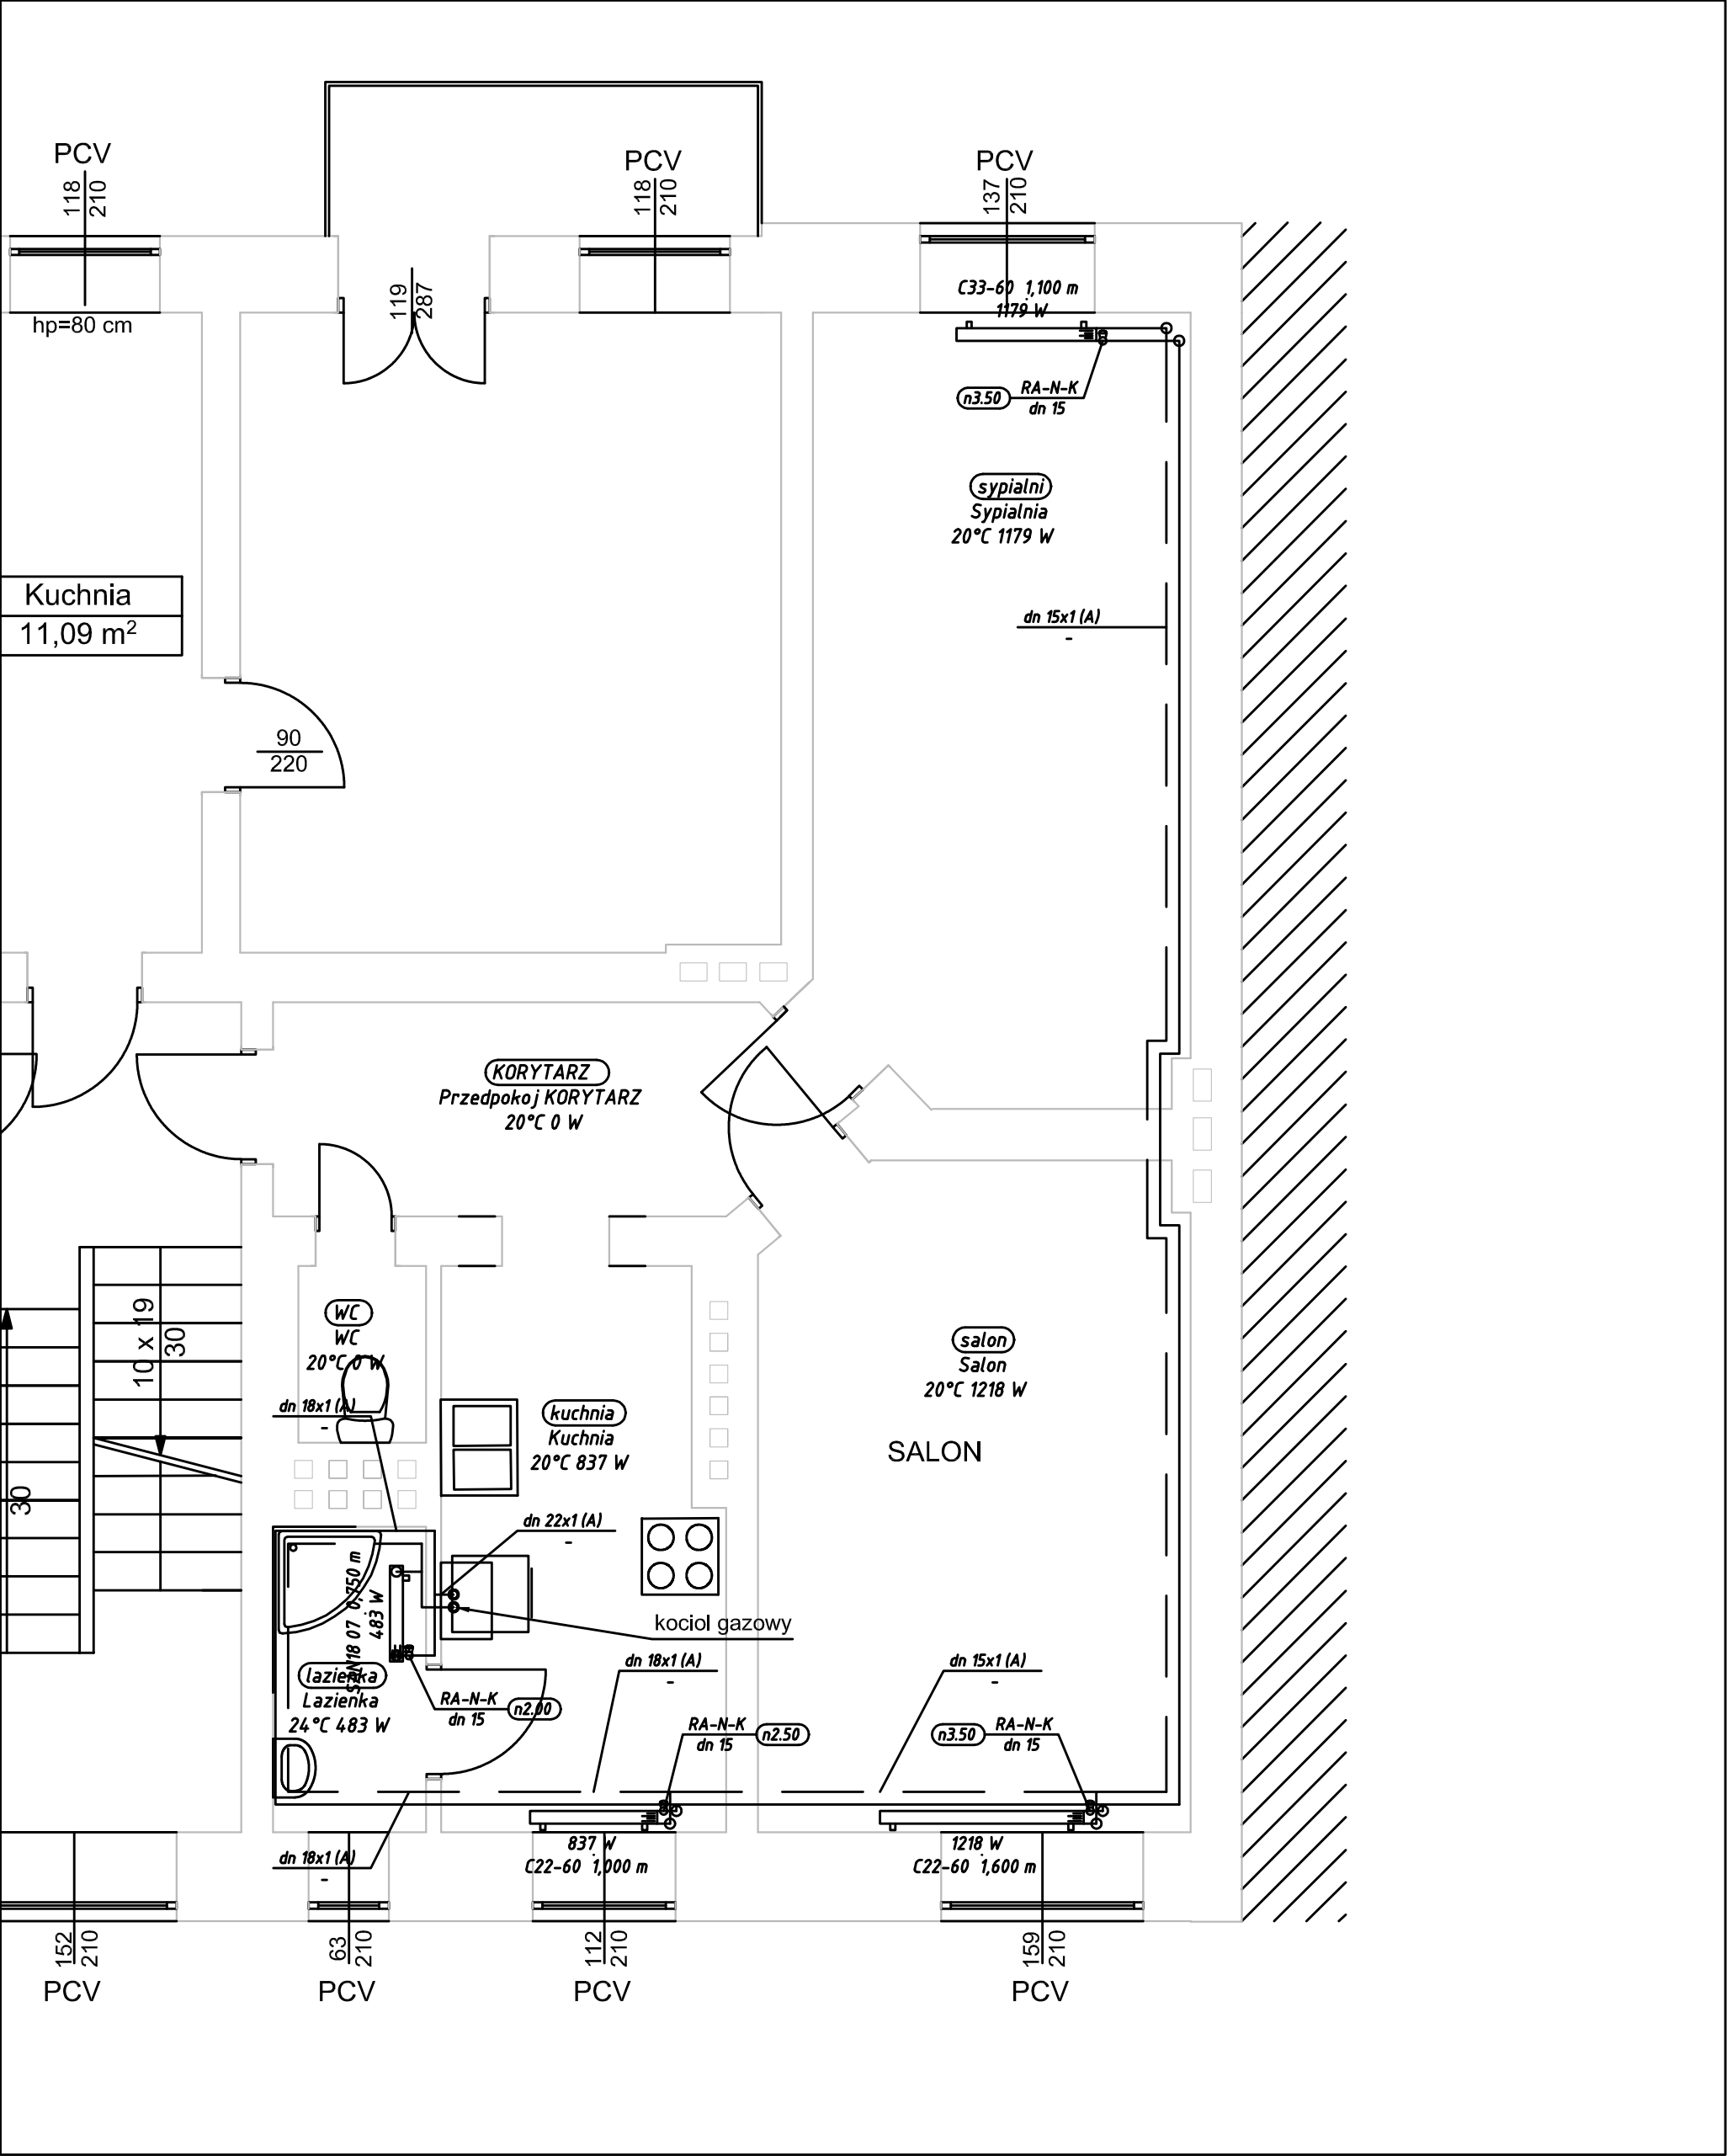 PCV
118
210
PCV
118
210
PCV
137
210
119
287
hp=80 cm
C33-60 1,100 m
1179 W
n3.50
RA-N-K
dn 15
sypialni
Sypialnia
20°C 1179 W
Kuchnia
11,09 m²
dn 15x1 (A)
-
90
220
KORYTARZ
Przedpokoj KORYTARZ
20°C 0 W
10 x 19
30
30
WC
WC
20°C 0 W
dn 18x1 (A)
-
kuchnia
Kuchnia
20°C 837 W
salon
Salon
20°C 1218 W
SALON
dn 22x1 (A)
-
0,750 m
483 W
kociol gazowy
lazienka
Lazienka
24°C 483 W
RA-N-K
dn 15
n2.00
dn 18x1 (A)
-
dn 15x1 (A)
-
RA-N-K
dn 15
n2.50
n3.50
RA-N-K
dn 15
dn 18x1 (A)
-
837 W
C22-60 1,000 m
1218 W
C22-60 1,600 m
152
210
PCV
63
210
PCV
112
210
PCV
159
210
PCV